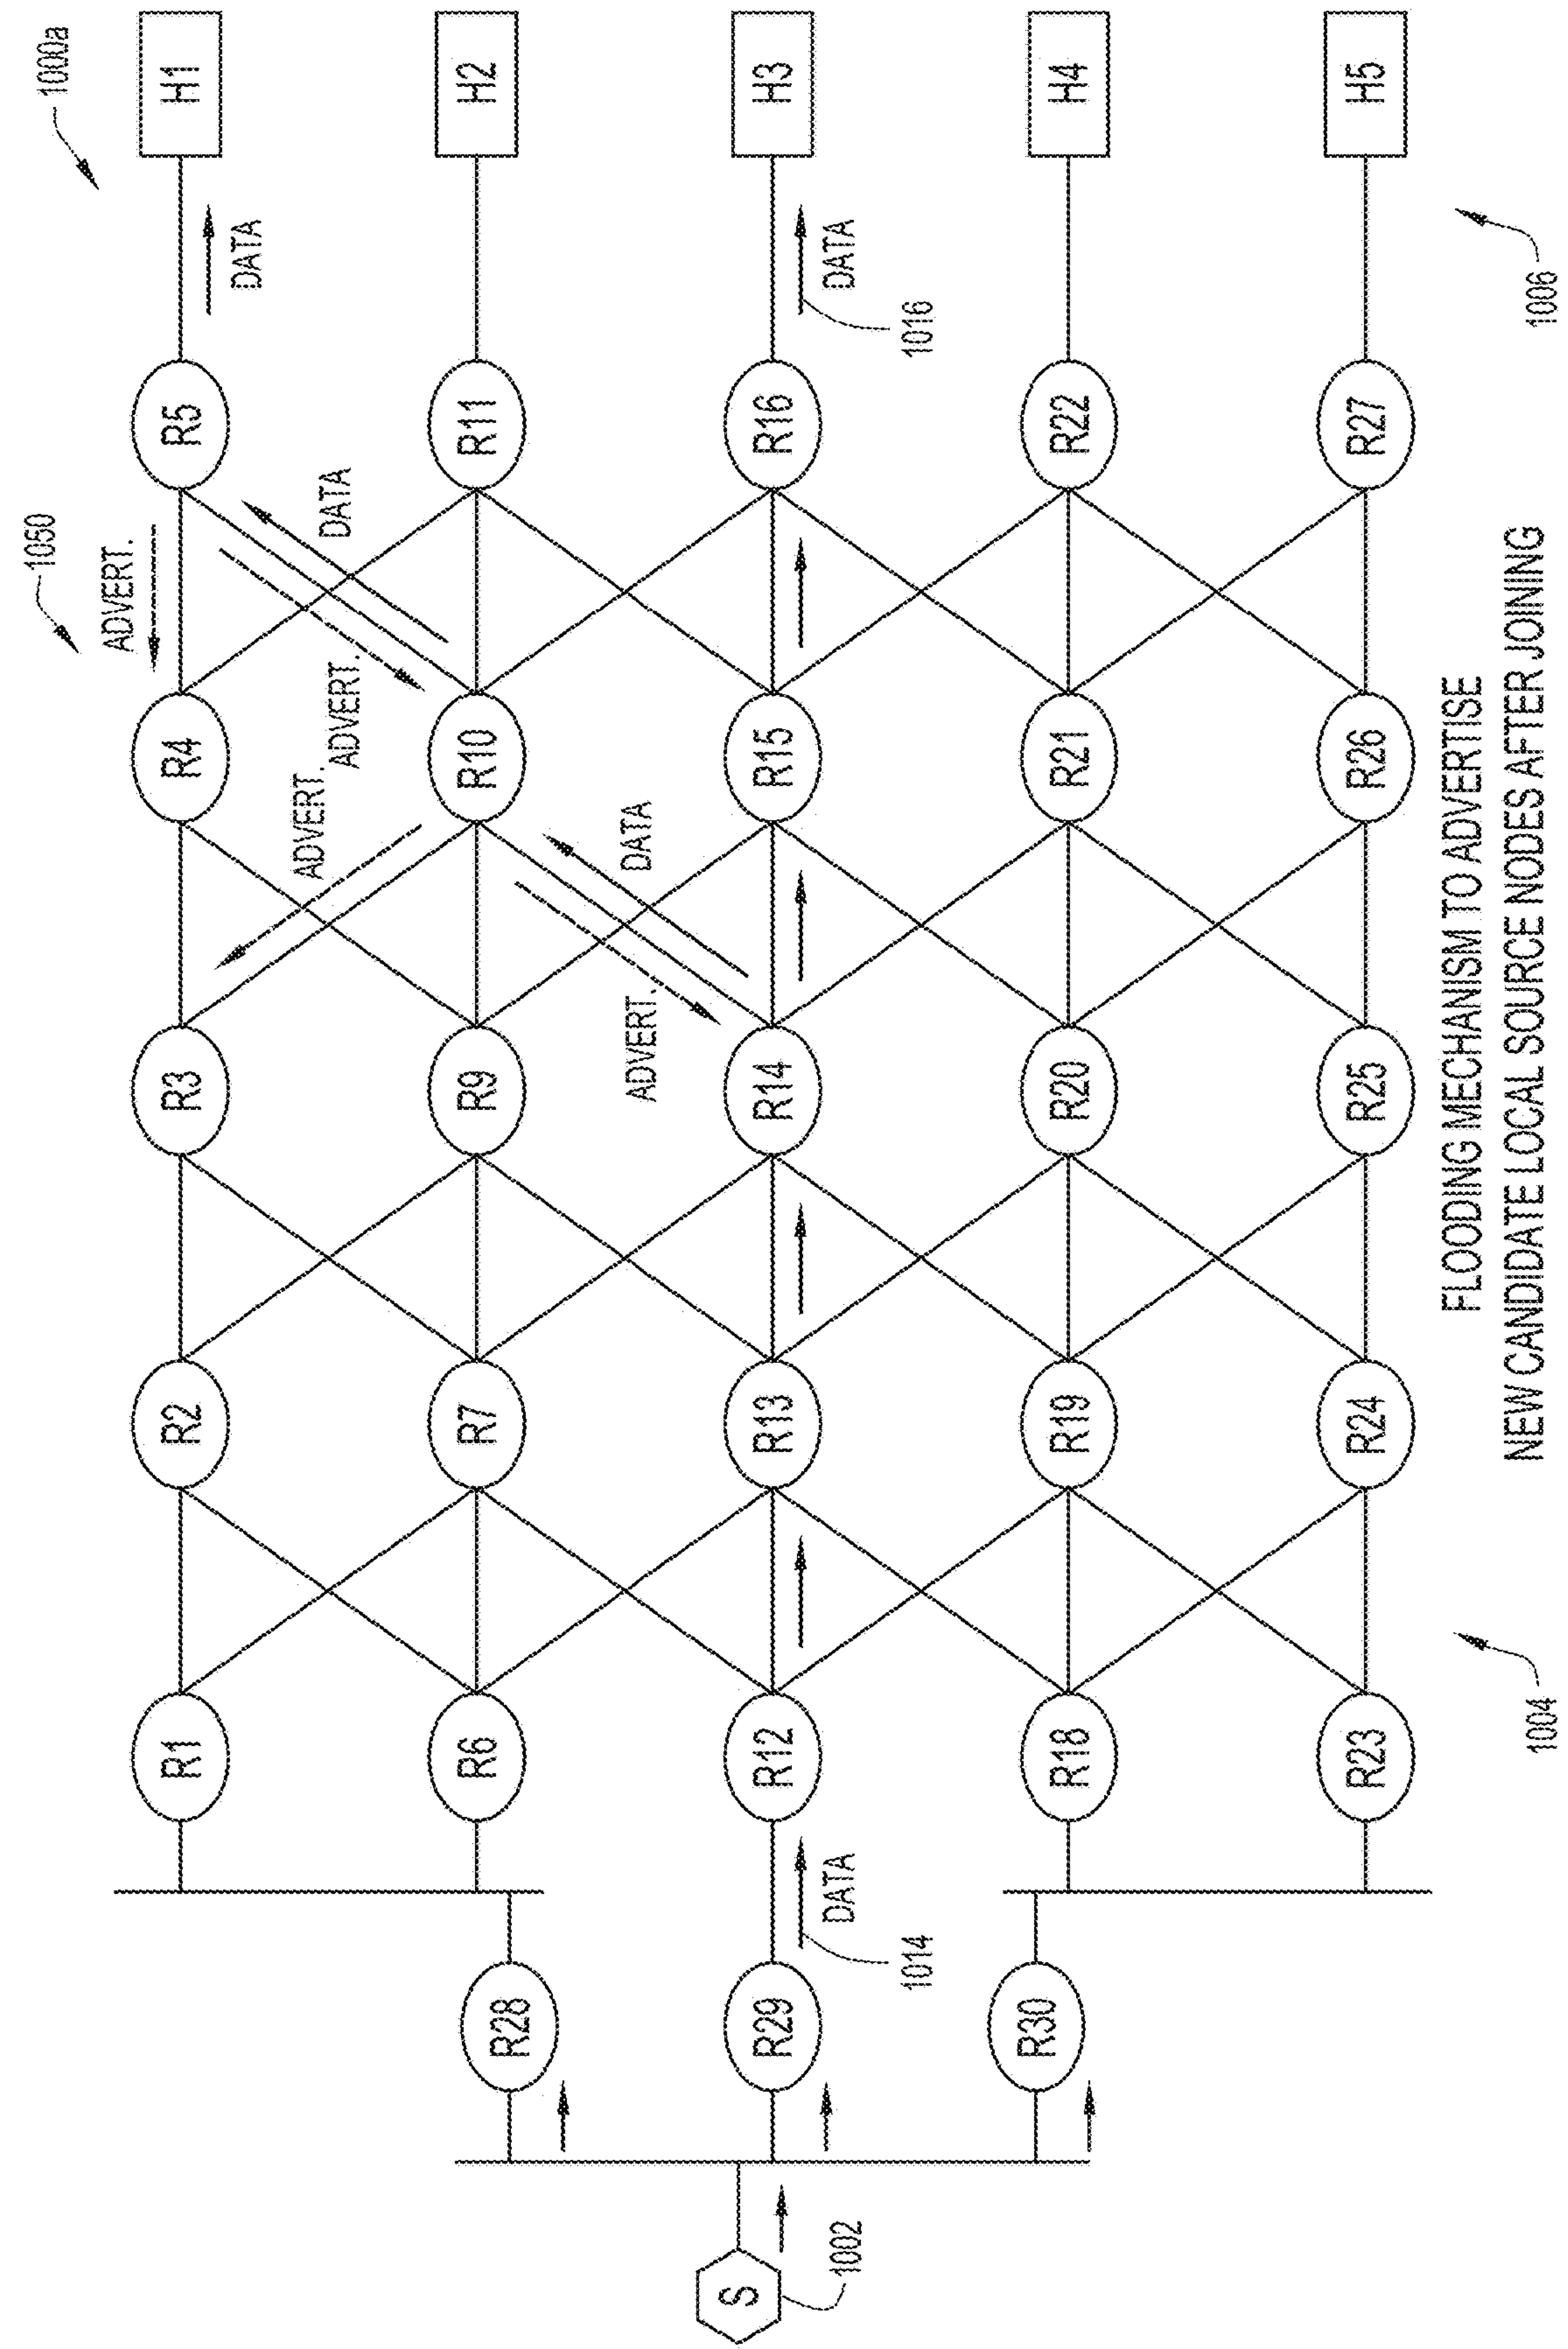 1000a
H1
H2
H3
H4
H5
DATA
DATA
1016
1006
R5
R11
R16
R22
R27
1050
ADVERT.
DATA
ADVERT.
R4
R10
R15
R21
R26
ADVERT.
DATA
ADVERT.
R3
R9
R14
R20
R25
R2
R7
R13
R19
R24
R1
R6
R12
R18
R23
1004
DATA
1014
R28
R29
R30
S
1002
FLOODING MECHANISM TO ADVERTISE
NEW CANDIDATE LOCAL SOURCE NODES AFTER JOINING